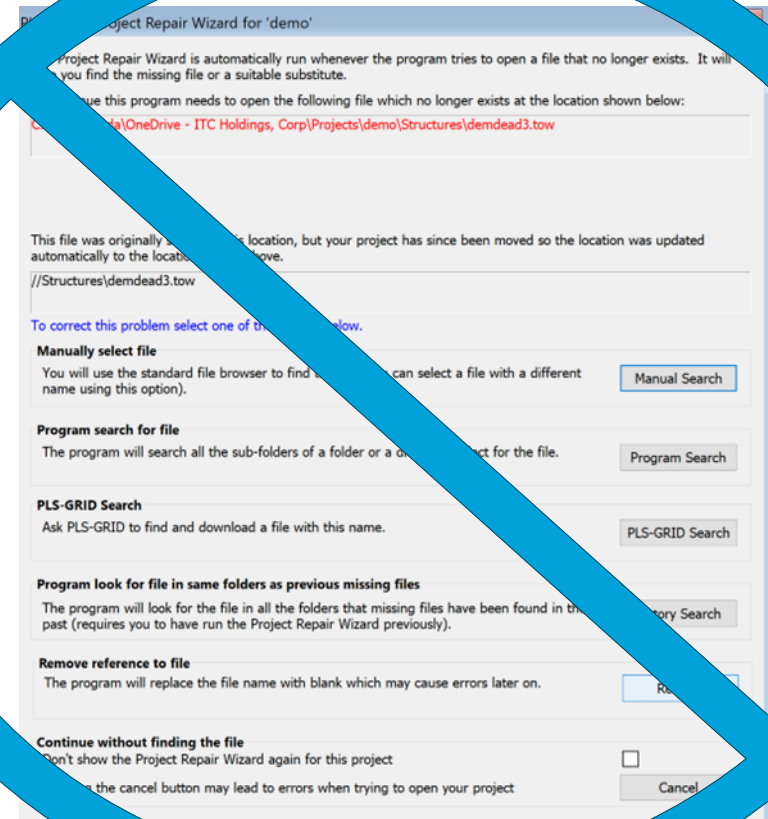 oject Repair Wizard for 'demo'
Project Repair Wizard is automatically run whenever the program tries to open a file that no longer exists. It will
you find the missing file or a suitable substitute.
ue this program needs to open the following file which no longer exists at the location shown below:
\OneDrive - ITC Holdings, Corp\Projects\demo\Structures\demdead3.tow
This file was originally location, but your project has since been moved so the location was updated
automatically to the
//Structures\demdead3.tow
To correct this problem select one of
Manually select file
You will use the standard file browser to find can select a file with a different
name using this option).
Manual Search
Program search for file
The program will search all the sub-folders of a folder or a for the file.
Program Search
PLS-GRID Search
Ask PLS-GRID to find and download a file with this name.
PLS-GRID Search
Program look for file in same folders as previous missing files
The program will look for the file in all the folders that missing files have been found in
past (requires you to have run the Project Repair Wizard previously).
Search
Remove reference to file
The program will replace the file name with blank which may cause errors later on.
Continue without finding the file
Don't show the Project Repair Wizard again for this project
the cancel button may lead to errors when trying to open your project
Cancel